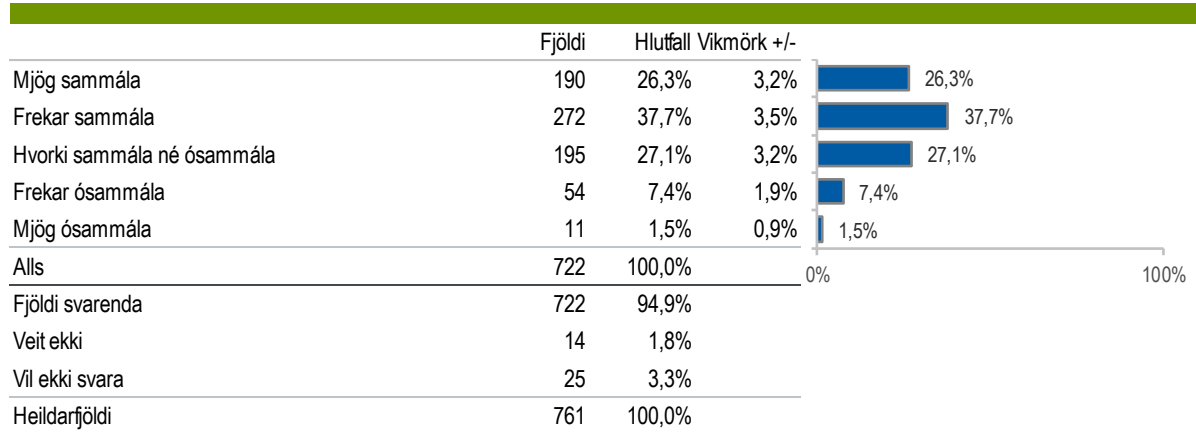 Fjöldi Hlutfall Vikmörk +/-
Mjög sammála 190 26,3% 3,2% 26,3%
Frekar sammála 272 37,7% 3,5% 37,7%
Hvorki sammála né ósammála 195 27,1% 3,2% 27,1%
Frekar ósammála 54 7,4% 1,9% 7,4%
Mjög ósammála 11 1,5% 0,9% 1,5%
Alls 722 100,0% 0% 100%
Fjöldi svarenda 722 94,9%
Veit ekki 14 1,8%
Vil ekki svara 25 3,3%
Heildarfjöldi 761 100,0%